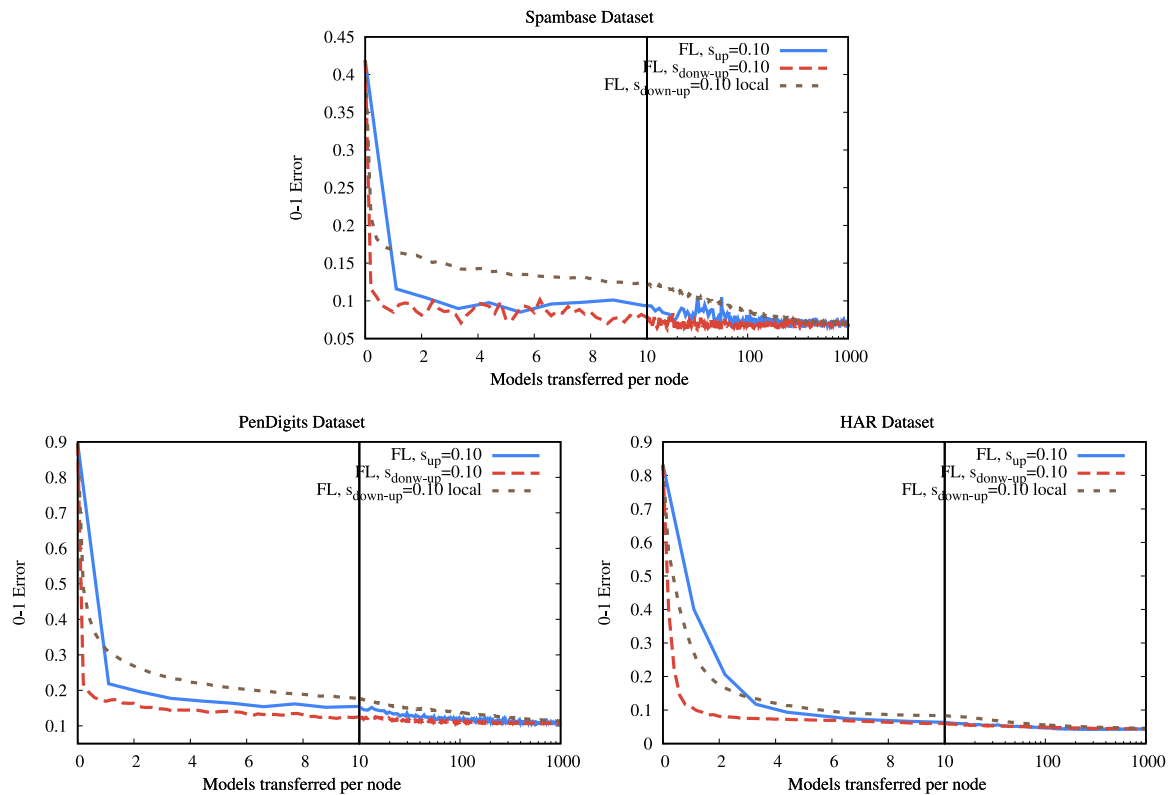 Spambase Dataset
0.45
0.4
0.35
0.3
0.25
0.2
0.15
0.1
0.05
0-1 Error
FL, s_up=0.10
FL, s_donw-up=0.10
FL, s_down-up=0.10 local
0 2 4 6 8 10 100 1000
Models transferred per node
PenDigits Dataset
0.9
0.8
0.7
0.6
0.5
0.4
0.3
0.2
0.1
0-1 Error
FL, s_up=0.10
FL, s_donw-up=0.10
FL, s_down-up=0.10 local
0 2 4 6 8 10 100 1000
Models transferred per node
HAR Dataset
0.9
0.8
0.7
0.6
0.5
0.4
0.3
0.2
0.1
0
0-1 Error
FL, s_up=0.10
FL, s_donw-up=0.10
FL, s_down-up=0.10 local
0 2 4 6 8 10 100 1000
Models transferred per node